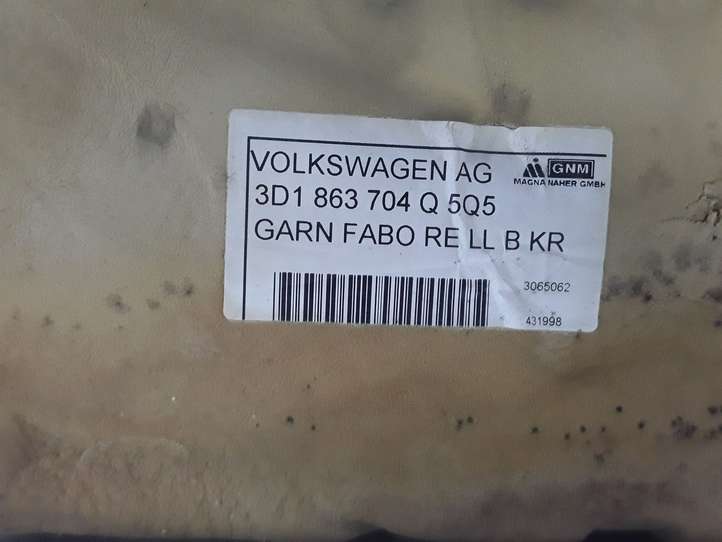 VOLKSWAGEN AG
GNM
MAGNA NAHER GMBH
3D1 863 704 Q 5Q5
GARN FABO RE LL B KR
3065062
431998